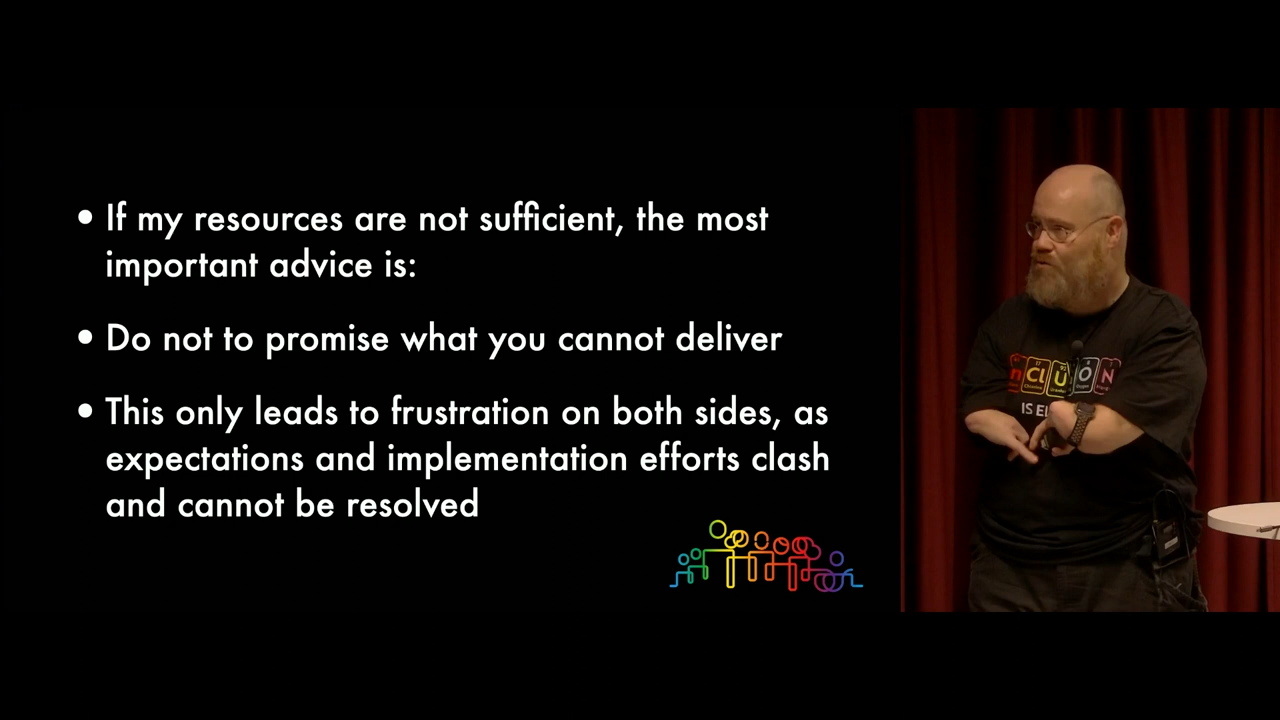 • If my resources are not sufficient, the most
important advice is:
• Do not to promise what you cannot deliver
• This only leads to frustration on both sides, as
expectations and implementation efforts clash
and cannot be resolved
n Cl U O N